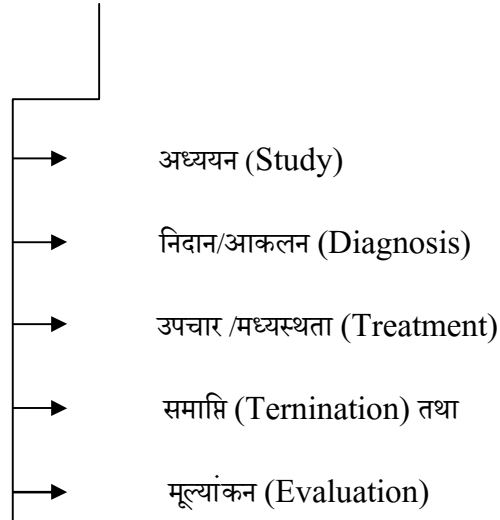 अध्ययन (Study)
निदान/आकलन (Diagnosis)
उपचार /मध्यस्थता (Treatment)
समाप्ति (Ternination) तथा
मूल्यांकन (Evaluation)